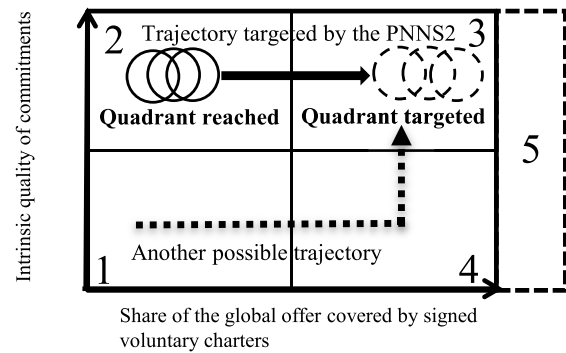 Intrinsic quality of commitments
2
Trajectory targeted by the PNNS2
3
Quadrant reached
Quadrant targeted
5
Another possible trajectory
1
4
Share of the global offer covered by signed
voluntary charters